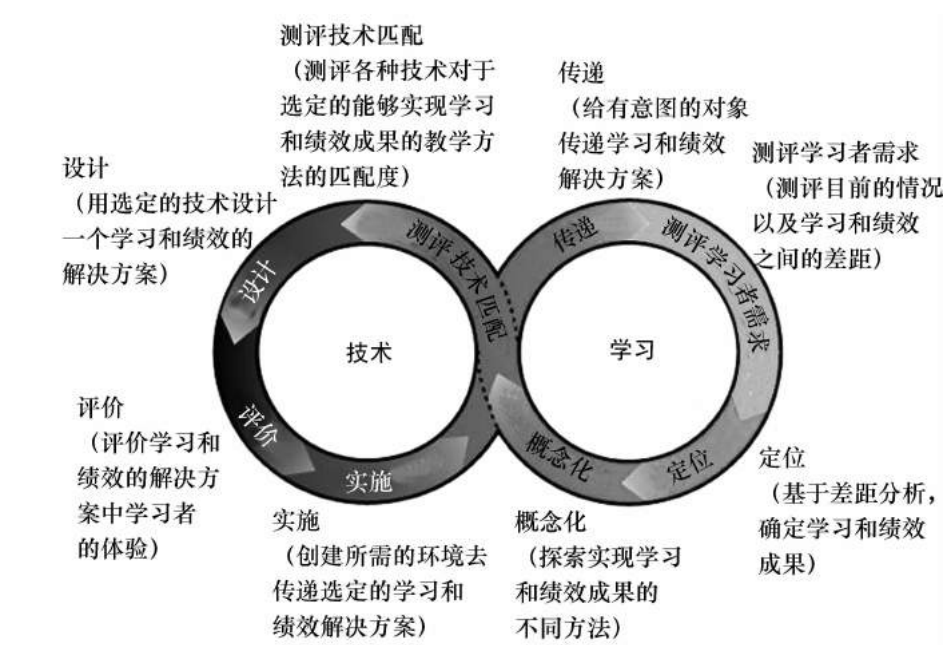 测评技术匹配
（测评各种技术对于
选定的能够实现学习
和绩效成果的教学方
法的匹配度）
传递
（给有意图的对象
传递学习和绩效
解决方案）
测评学习者需求
（测评目前的情况
以及学习和绩效
之间的差距）
设计
（用选定的技术设计
一个学习和绩效的
解决方案）
测评技术匹配
传递
测评学习者需求
设计
技术
学习
评价
实施
概念化
定位
评价
（评价学习和
绩效的解决方
案中学习者
的体验）
实施
（创建所需的环境去
传递选定的学习和
绩效解决方案）
概念化
（探索实现学习
和绩效成果的
不同方法）
定位
（基于差距分析，
确定学习和绩效
成果）